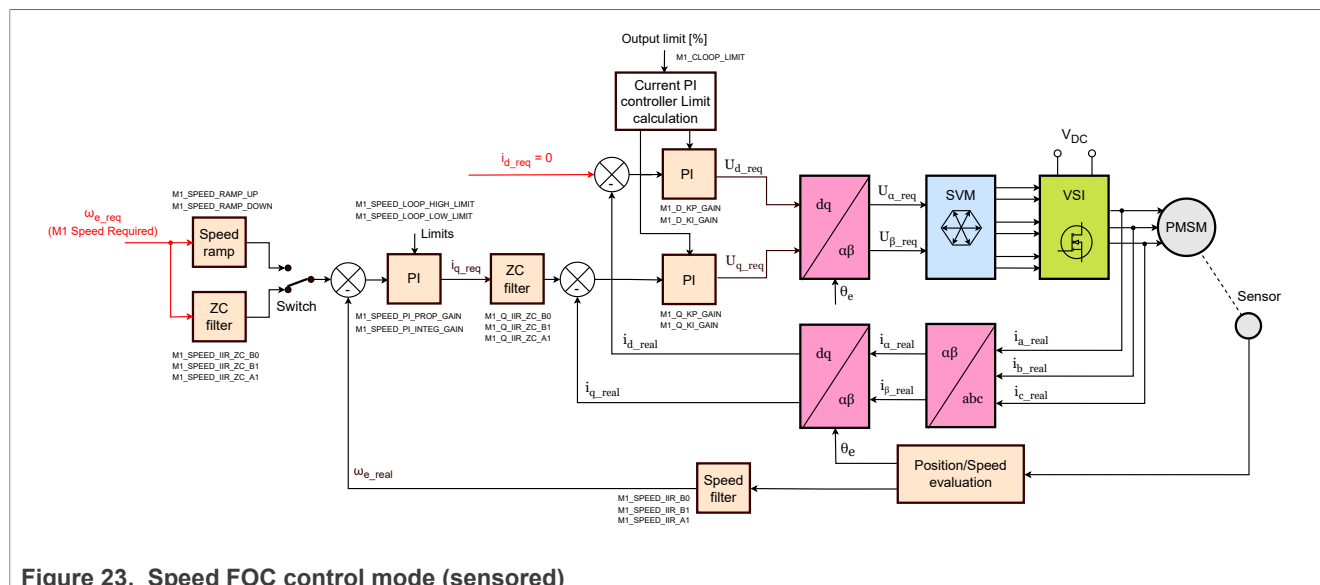 Output limit [%]
M1_CLOOP_LIMIT
Current PI
controller Limit
calculation
i_d_req = 0
PI
U_d_req
M1_D_KP_GAIN
M1_D_KI_GAIN
M1_SPEED_RAMP_UP
M1_SPEED_RAMP_DOWN
ω_e_req
(M1 Speed Required)
Speed
ramp
ZC
filter
M1_SPEED_IIR_ZC_B0
M1_SPEED_IIR_ZC_B1
M1_SPEED_IIR_ZC_A1
Switch
-
M1_SPEED_LOOP_HIGH_LIMIT
M1_SPEED_LOOP_LOW_LIMIT
Limits
PI
i_q_req
M1_SPEED_PI_PROP_GAIN
M1_SPEED_PI_INTEG_GAIN
ZC
filter
M1_Q_IIR_ZC_B0
M1_Q_IIR_ZC_B1
M1_Q_IIR_ZC_A1
-
-
PI
U_q_req
M1_Q_KP_GAIN
M1_Q_KI_GAIN
dq
αβ
θ_e
U_α_req
U_β_req
SVM
V_DC
VSI
PMSM
Sensor
i_d_real
i_q_real
dq
αβ
θ_e
i_α_real
i_β_real
αβ
abc
i_a_real
i_b_real
i_c_real
ω_e_real
Speed
filter
M1_SPEED_IIR_B0
M1_SPEED_IIR_B1
M1_SPEED_IIR_A1
Position/Speed
evaluation
Figure 23. Speed FOC control mode (sensored)